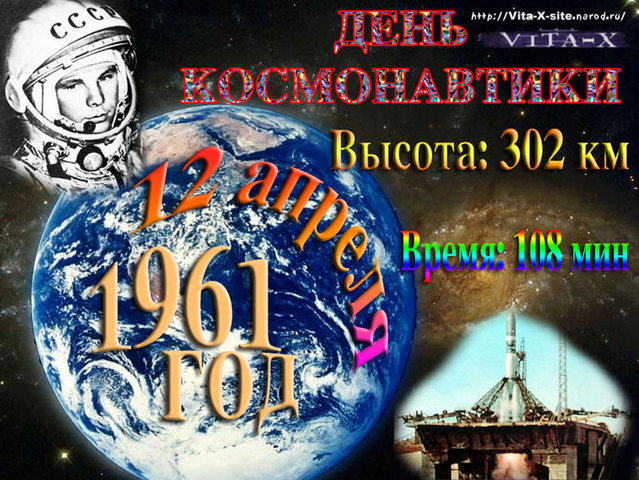 СССР
ДЕНЬ
КОСМОНАВТИКИ
http://Vita-X-site.narod.ru/
VITA-X
Высота: 302 км
12 апреля
Время: 108 мин
1961
год